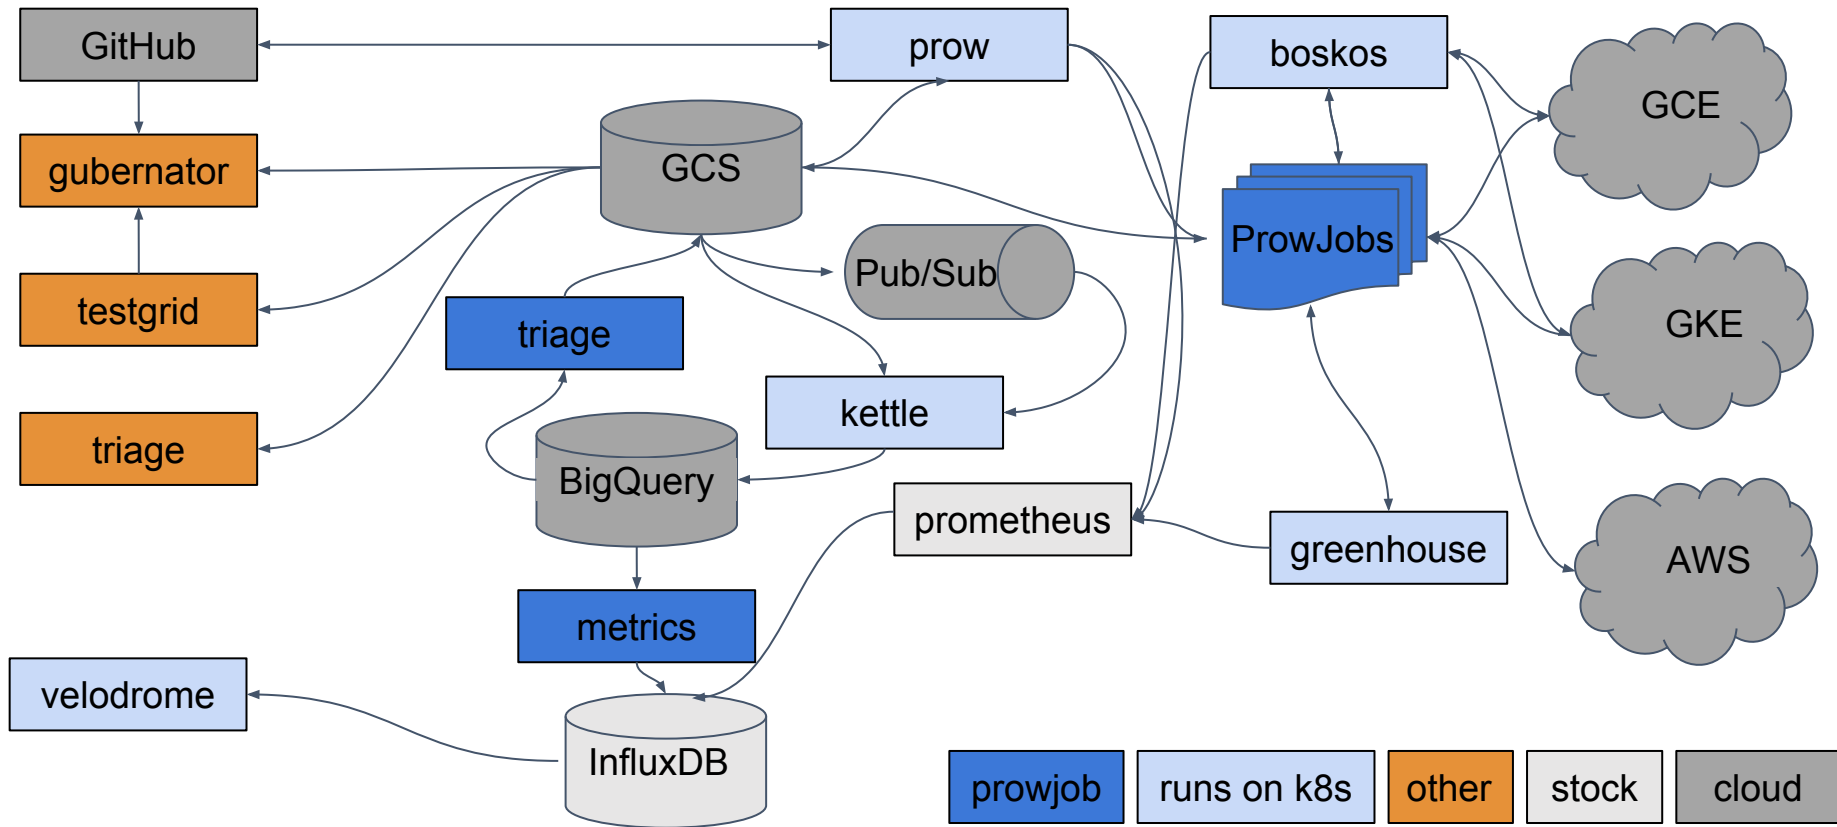 GitHub
prow
boskos
GCE
gubernator
GCS
ProwJobs
Pub/Sub
testgrid
triage
GKE
kettle
triage
BigQuery
prometheus
greenhouse
AWS
metrics
velodrome
InfluxDB
prowjob
runs on k8s
other
stock
cloud